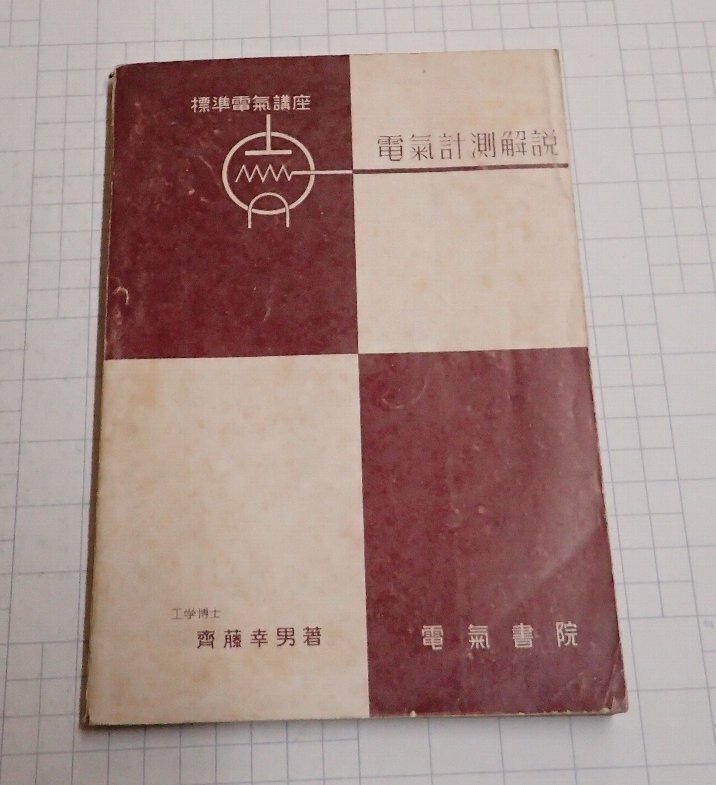 標準電氣講座
電氣計測解説
工学博士
齊藤幸男著
電氣書院